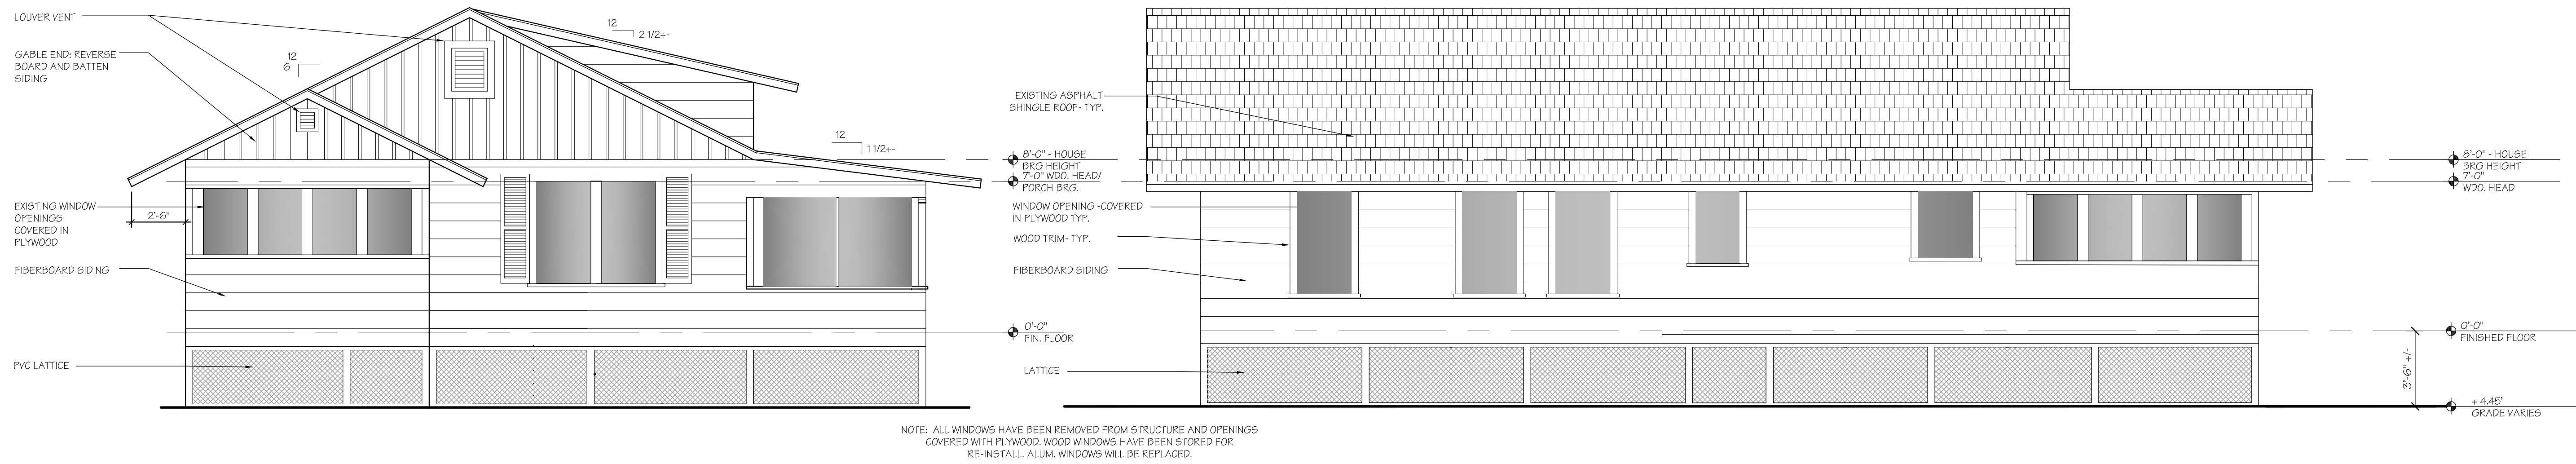 LOUVER VENT
GABLE END: REVERSE
BOARD AND BATTEN
SIDING
12
6
12
2 1/2+-
12
1 1/2+-
EXISTING WINDOW
OPENINGS
COVERED IN
PLYWOOD
2'-6"
FIBERBOARD SIDING
PVC LATTICE
8'-0" - HOUSE
BRG HEIGHT
7'-0" WDO. HEAD/
PORCH BRG.
0'-0"
FIN. FLOOR
EXISTING ASPHALT
SHINGLE ROOF- TYP.
WINDOW OPENING -COVERED
IN PLYWOOD TYP.
WOOD TRIM- TYP.
FIBERBOARD SIDING
LATTICE
8'-0" - HOUSE
BRG HEIGHT
7'-0"
WDO. HEAD
0'-0"
FINISHED FLOOR
3'-6" +/-
+ 4.45'
GRADE VARIES
NOTE: ALL WINDOWS HAVE BEEN REMOVED FROM STRUCTURE AND OPENINGS
COVERED WITH PLYWOOD. WOOD WINDOWS HAVE BEEN STORED FOR
RE-INSTALL. ALUM. WINDOWS WILL BE REPLACED.